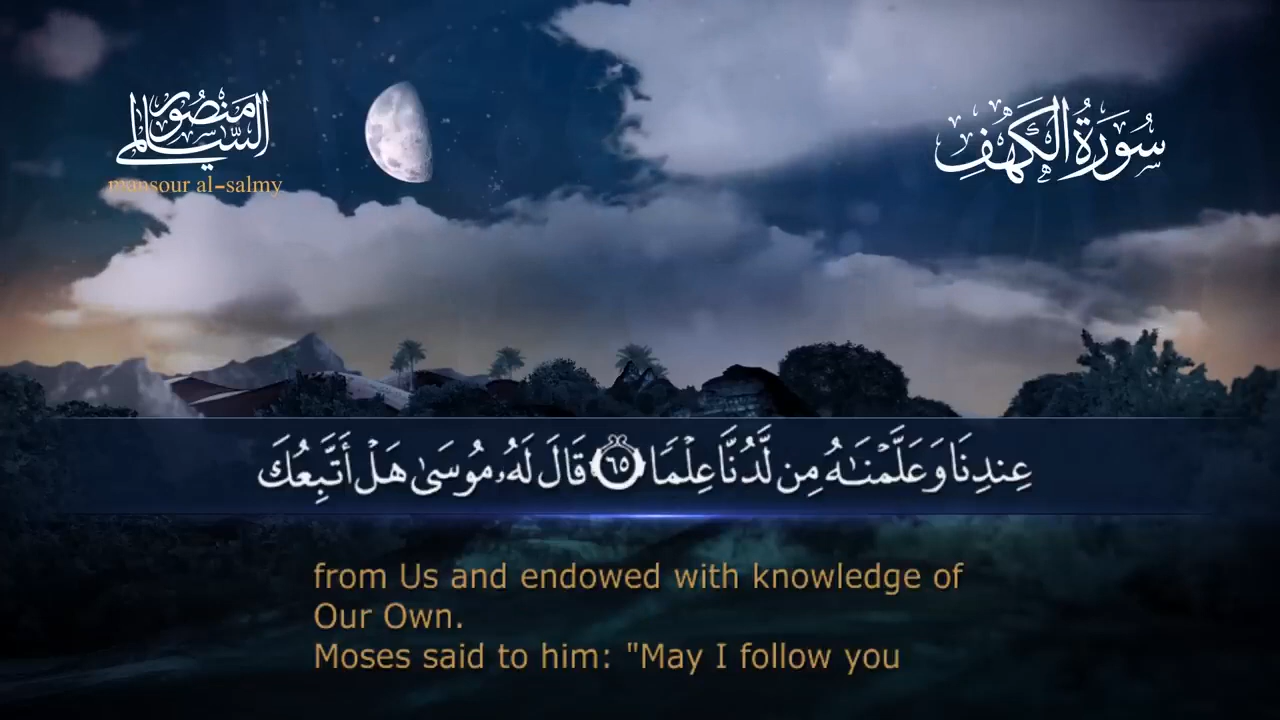 منصور
السالمي
mansour al-salmy
سُورَةُ الكَهْفِ
عِندِنَا وَعَلَّمْنَـٰهُ مِن لَّدُنَّا عِلْمًا ٦٥ قَالَ لَهُۥ مُوسَىٰ هَلْ أَتَّبِعُكَ
from Us and endowed with knowledge of
Our Own.
Moses said to him: "May I follow you